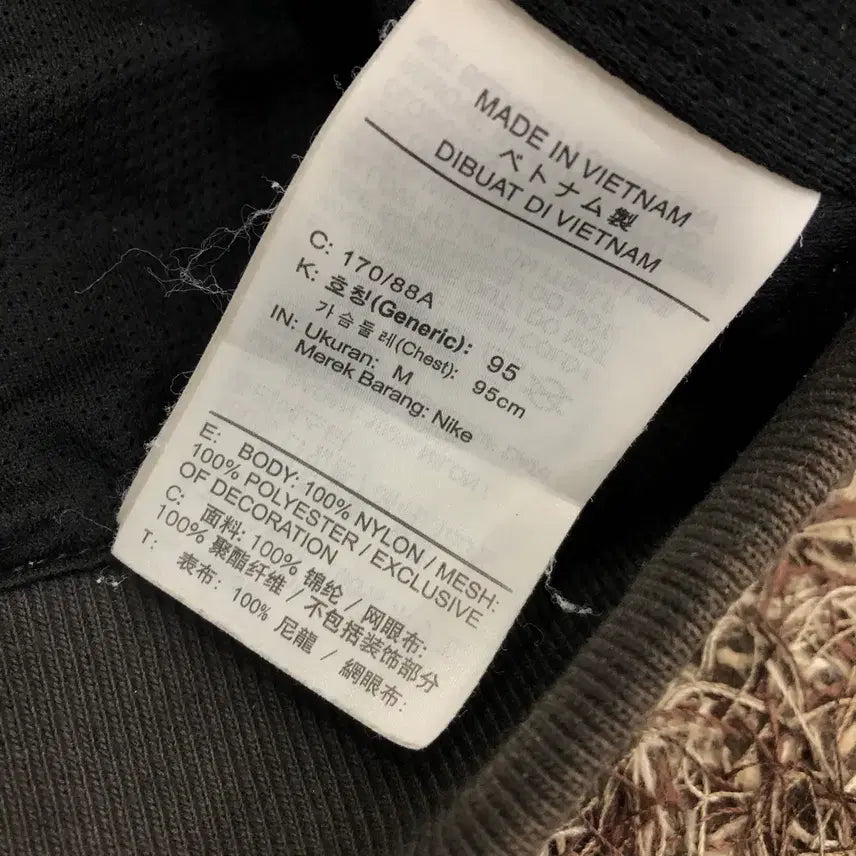 MADE IN VIETNAM
ベトナム製
DIBUAT DI VIETNAM
C: 170/88A
K: 호칭(Generic): 95
가슴둘레(Chest): 95cm
IN: Ukuran: M
Merek Barang: Nike
E: BODY: 100% NYLON / MESH:
100% POLYESTER / EXCLUSIVE
OF DECORATION
C: 面料: 100% 锦纶 / 网眼布:
100% 聚酯纤维 / 不包括装饰部分
T: 表布: 100% 尼龍 / 網眼布: